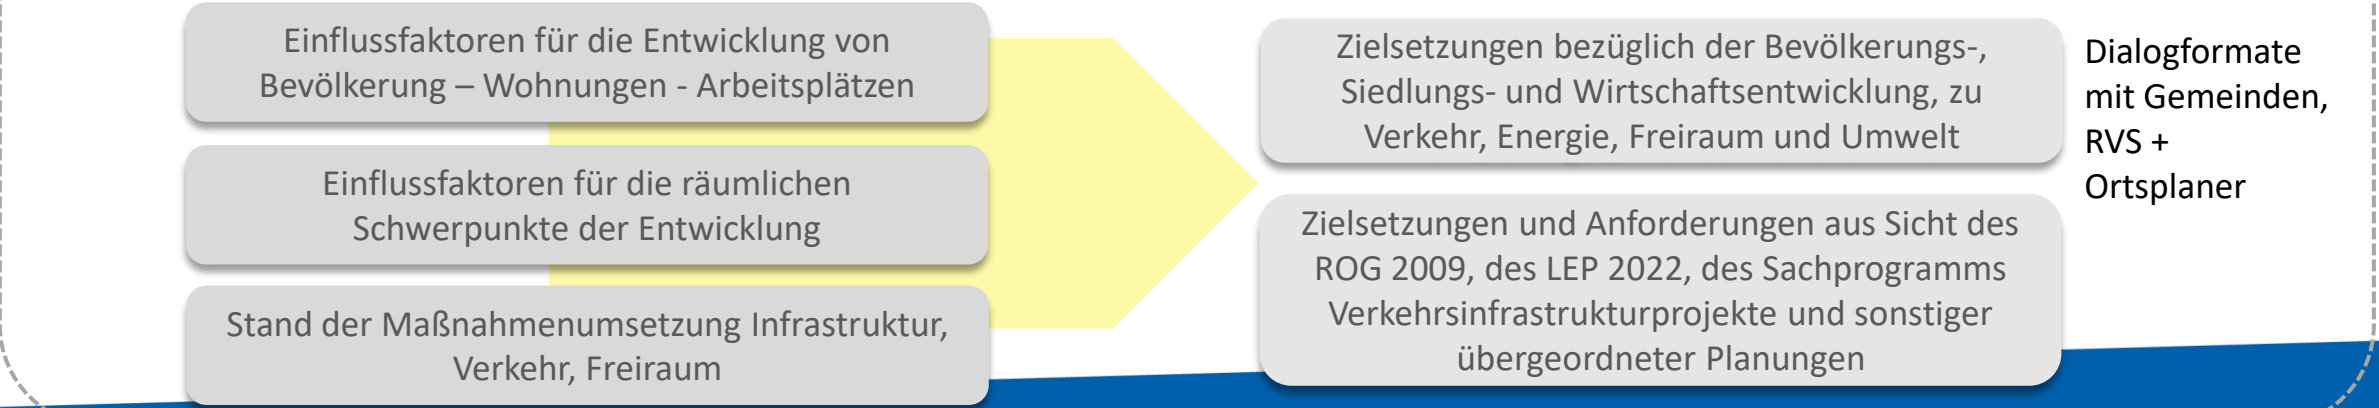 Einflussfaktoren für die Entwicklung von
Bevölkerung – Wohnungen - Arbeitsplätzen
Einflussfaktoren für die räumlichen
Schwerpunkte der Entwicklung
Stand der Maßnahmenumsetzung Infrastruktur,
Verkehr, Freiraum
Zielsetzungen bezüglich der Bevölkerungs-,
Siedlungs- und Wirtschaftsentwicklung, zu
Verkehr, Energie, Freiraum und Umwelt
Zielsetzungen und Anforderungen aus Sicht des
ROG 2009, des LEP 2022, des Sachprogramms
Verkehrsinfrastrukturprojekte und sonstiger
übergeordneter Planungen
Dialogformate
mit Gemeinden,
RVS +
Ortsplaner